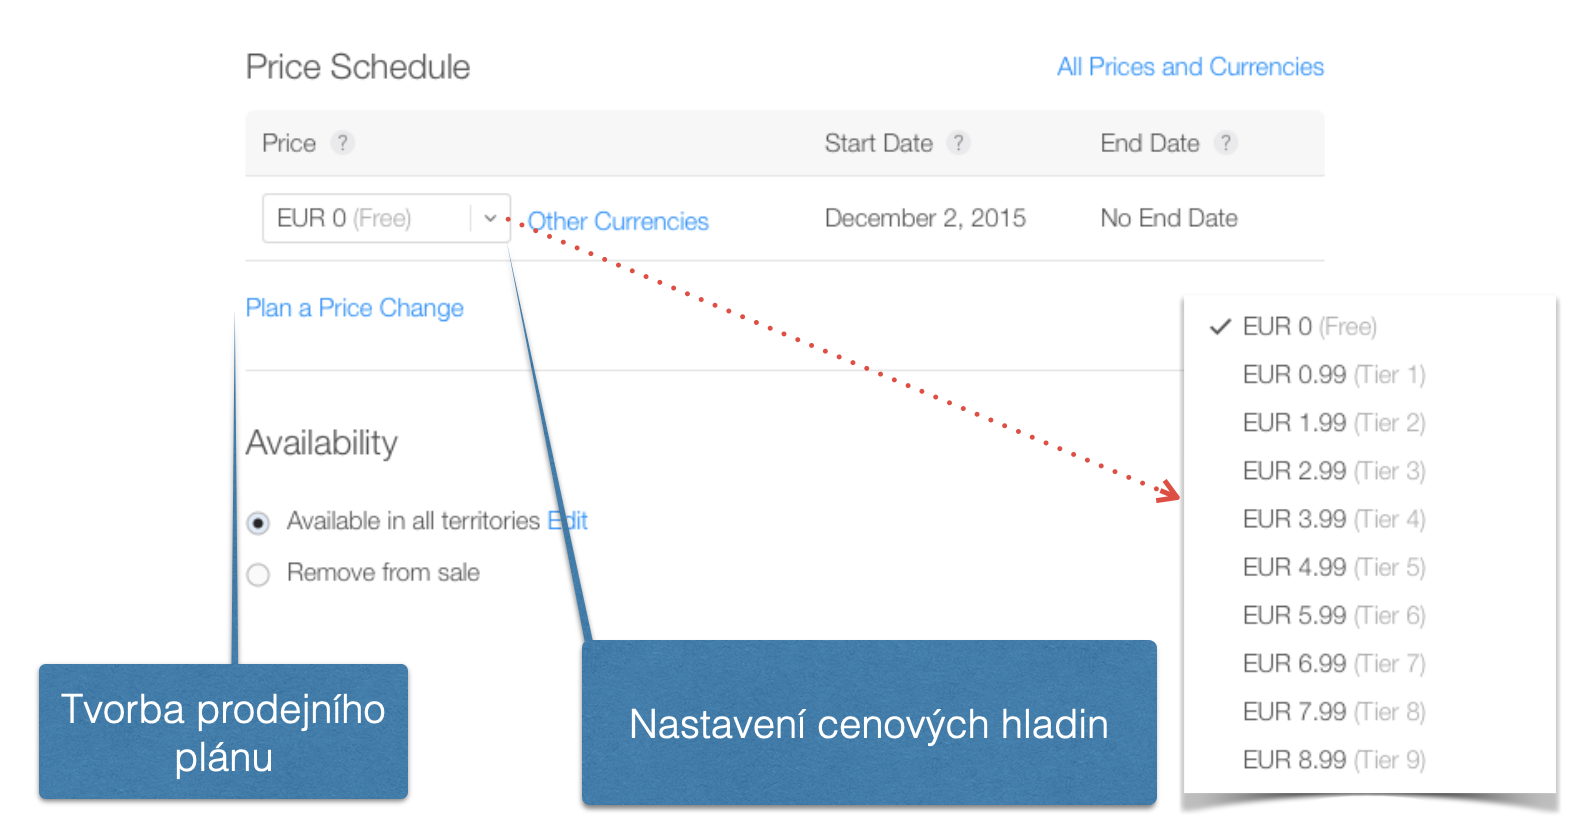 Price Schedule
All Prices and Currencies
Price ?
Start Date ?
End Date ?
EUR 0 (Free)
Other Currencies
December 2, 2015
No End Date
Plan a Price Change
Availability
Available in all territories Edit
Remove from sale
Tvorba prodejního
plánu
Nastavení cenových hladin
EUR 0 (Free)
EUR 0.99 (Tier 1)
EUR 1.99 (Tier 2)
EUR 2.99 (Tier 3)
EUR 3.99 (Tier 4)
EUR 4.99 (Tier 5)
EUR 5.99 (Tier 6)
EUR 6.99 (Tier 7)
EUR 7.99 (Tier 8)
EUR 8.99 (Tier 9)